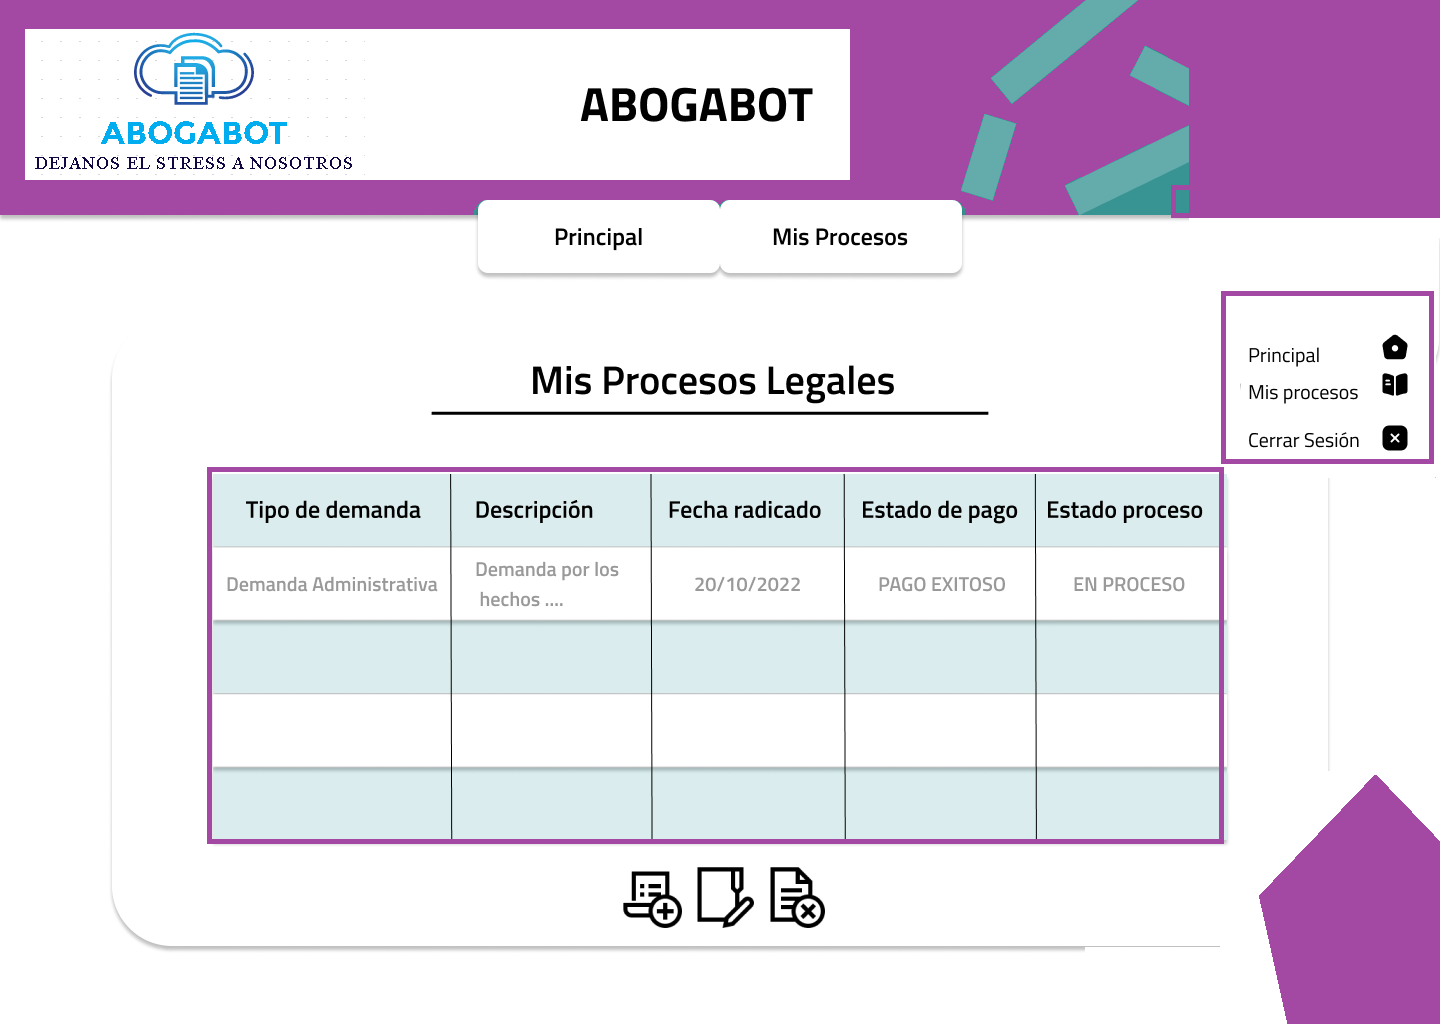 ABOGABOT
DEJANOS EL STRESS A NOSOTROS
ABOGABOT
Principal
Mis Procesos
Principal
Mis procesos
Cerrar Sesión
Mis Procesos Legales
Tipo de demanda
Descripción
Fecha radicado
Estado de pago
Estado proceso
Demanda Administrativa
Demanda por los
hechos ....
20/10/2022
PAGO EXITOSO
EN PROCESO